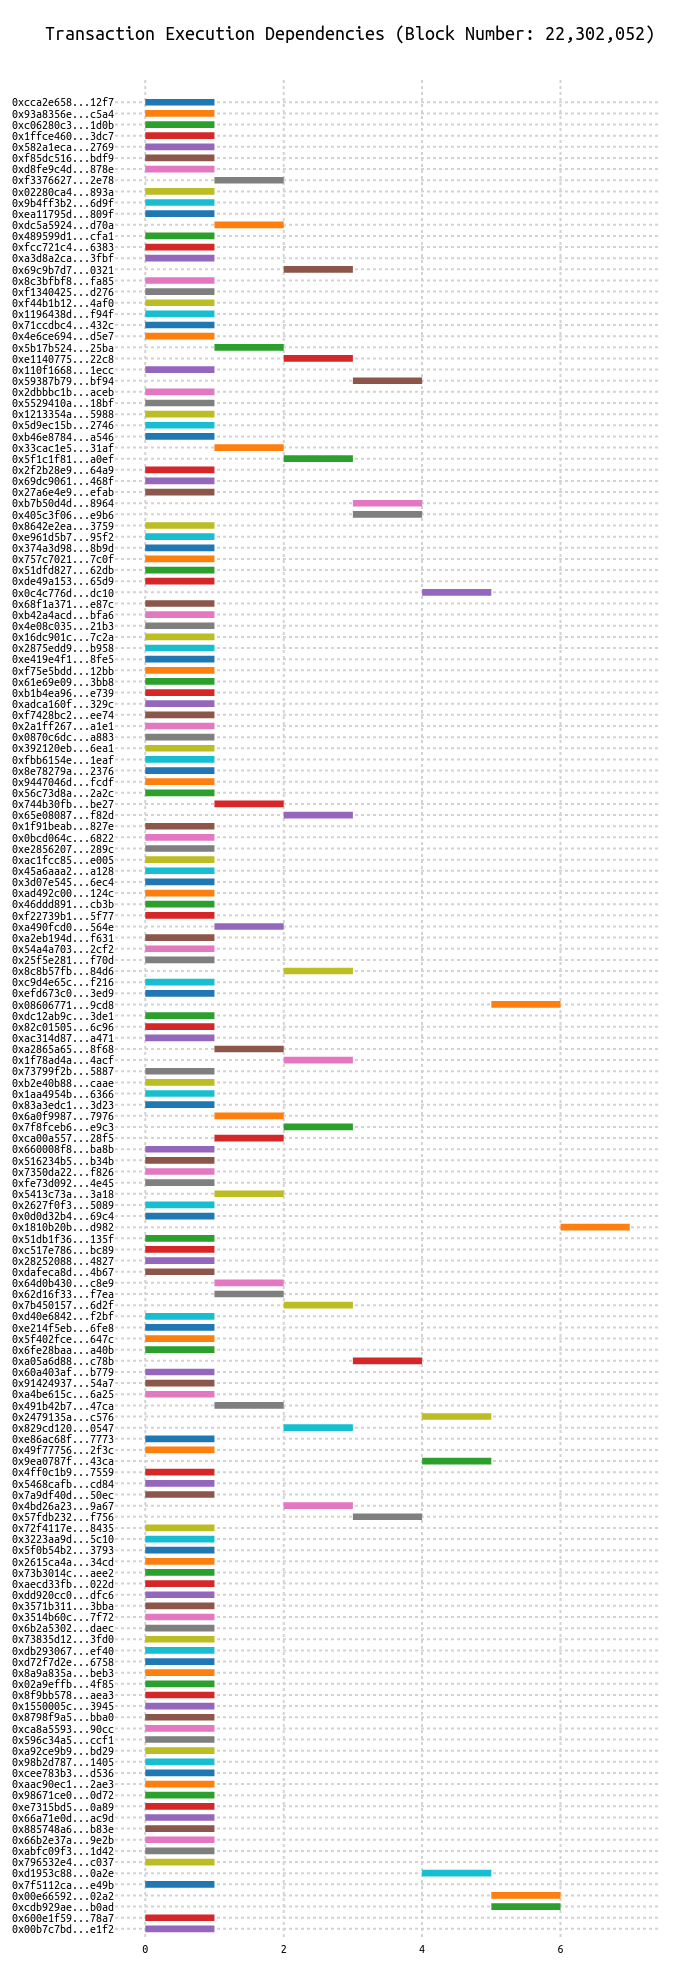 Transaction Execution Dependencies (Block Number: 22,302,052)
0xcca2e658...12f7
0x93a8356e...c5a4
0xc06280c3...1d0b
0x1ffce460...3dc7
0x582a1eca...2769
0xf85dc516...bdf9
0xd8fe9c4d...878e
0xf3376627...2e78
0x02280ca4...893a
0x9b4ff3b2...6d9f
0xea11795d...809f
0xdc5a5924...d70a
0x489599d1...cfa1
0xfcc721c4...6383
0xa3d8a2ca...3fbf
0x69c9b7d7...0321
0x8c3bfbf8...fa85
0xf1340425...d276
0xf44b1b12...4af0
0x1196438d...f94f
0x71ccdbc4...432c
0x4e6ce694...d5e7
0x5b17b524...25ba
0xe1140775...22c8
0x110f1668...1ecc
0x59387b79...bf94
0x2dbbbc1b...aceb
0x5529410a...18bf
0x1213354a...5988
0x5d9ec15b...2746
0xb46e8784...a546
0x33cac1e5...31af
0x5f1c1f81...a0ef
0x2f2b28e9...64a9
0x69dc9061...468f
0x27a6e4e9...efab
0xb7b50d4d...8964
0x405c3f06...e9b6
0x8642e2ea...3759
0xe961d5b7...95f2
0x374a3d98...8b9d
0x757c7021...7c0f
0x51dfd827...62db
0xde49a153...65d9
0x0c4c776d...dc10
0x68f1a371...e87c
0xb42a4acd...bfa6
0x4e08c035...21b3
0x16dc901c...7c2a
0x2875edd9...b958
0xe419e4f1...8fe5
0xf75e5bdd...12bb
0x61e69e09...3bb8
0xb1b4ea96...e739
0xadca160f...329c
0xf7428bc2...ee74
0x2a1ff267...a1e1
0x0870c6dc...a883
0x392120eb...6ea1
0xfbb6154e...1eaf
0x8e78279a...2376
0x9447046d...fcdf
0x56c73d8a...2a2c
0x744b30fb...be27
0x65e08087...f82d
0x1f91beab...827e
0x0bcd064c...6822
0xe2856207...289c
0xac1fcc85...e005
0x45a6aaa2...a128
0x3d07e545...6ec4
0xad492c00...124c
0x46ddd891...cb3b
0xf22739b1...5f77
0xa490fcd0...564e
0xa2eb194d...f631
0x54a4a703...2cf2
0x25f5e281...f70d
0x8c8b57fb...84d6
0xc9d4e65c...f216
0xefd673c0...3ed9
0x08606771...9cd8
0xdc12ab9c...3de1
0x82c01505...6c96
0xac314d87...a471
0xa2865a65...8f68
0x1f78ad4a...4acf
0x73799f2b...5887
0xb2e40b88...caae
0x1aa4954b...6366
0x83a3edc1...3d23
0x6a0f9987...7976
0x7f8fceb6...e9c3
0xca00a557...28f5
0x660008f8...ba8b
0x516234b5...b34b
0x7350da22...f826
0xfe73d092...4e45
0x5413c73a...3a18
0x2627f0f3...5089
0x0d0d32b4...69c4
0x1810b20b...d982
0x51db1f36...135f
0xc517e786...bc89
0x28252088...4827
0xdafeca8d...4b67
0x64d0b430...c8e9
0x62d16f33...f7ea
0x7b450157...6d2f
0xd40e6842...f2bf
0xe214f5eb...6fe8
0x5f402fce...647c
0x6fe28baa...a40b
0xa05a6d88...c78b
0x60a403af...b779
0x91424937...54a7
0xa4be615c...6a25
0x491b42b7...47ca
0x2479135a...c576
0x829cd120...0547
0xe86ac68f...7773
0x49f77756...2f3c
0x9ea0787f...43ca
0x4ff0c1b9...7559
0x5468cafb...cd84
0x7a9df40d...50ec
0x4bd26a23...9a67
0x57fdb232...f756
0x72f4117e...8435
0x3223aa9d...5c10
0x5f0b54b2...3793
0x2615ca4a...34cd
0x73b3014c...aee2
0xaecd33fb...022d
0xdd920cc0...dfc6
0x3571b311...3bba
0x3514b60c...7f72
0x6b2a5302...daec
0x73835d12...3fd0
0xdb293067...ef40
0xd72f7d2e...6758
0x8a9a835a...beb3
0x02a9effb...4f85
0x8f9bb578...aea3
0x1550005c...3945
0x8798f9a5...bba0
0xca8a5593...90cc
0x596c34a5...ccf1
0xa92ce9b9...bd29
0x98b2d787...1405
0xcee783b3...d536
0xaac90ec1...2ae3
0x98671ce0...0d72
0xe7315bd5...0a89
0x66a71e0d...ac9d
0x885748a6...b83e
0x66b2e37a...9e2b
0xabfc09f3...1d42
0x796532e4...c037
0xd1953c88...0a2e
0x7f5112ca...e49b
0x00e66592...02a2
0xcdb929ae...b0ad
0x600e1f59...78a7
0x00b7c7bd...e1f2
0 2 4 6